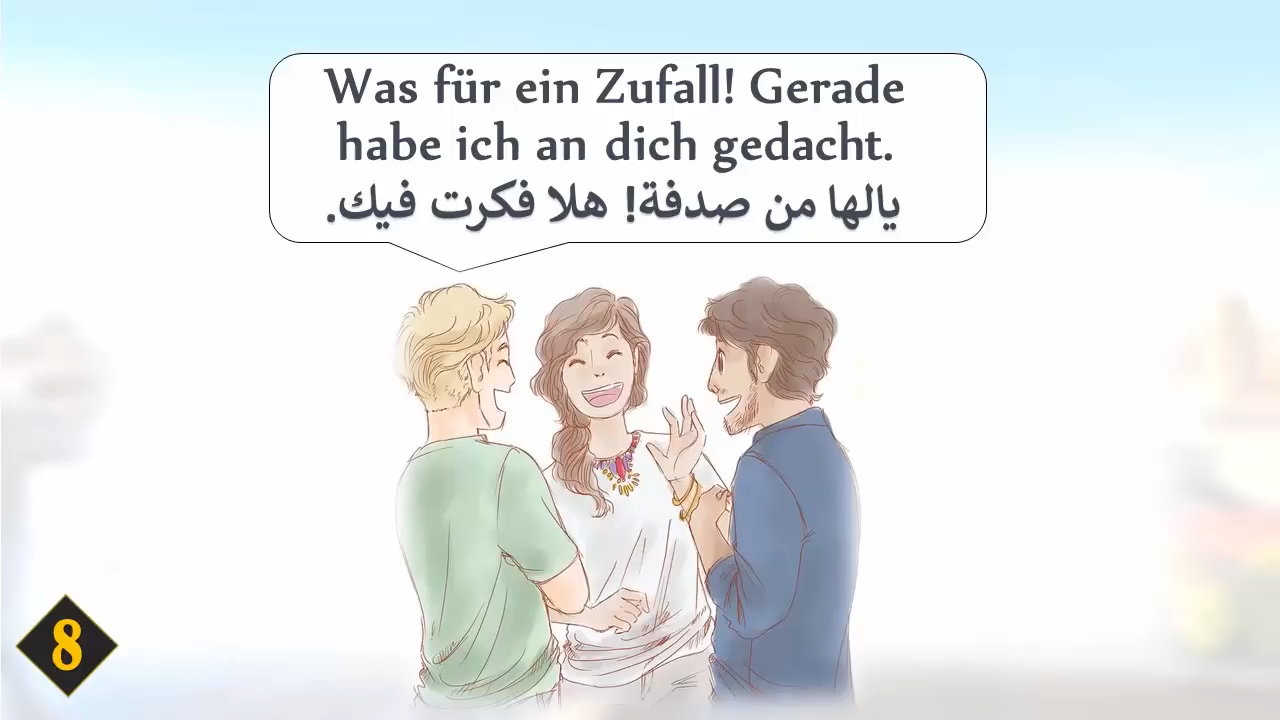 Was für ein Zufall! Gerade
habe ich an dich gedacht.
يالها من صدفة! هلا فكرت فيك.
8